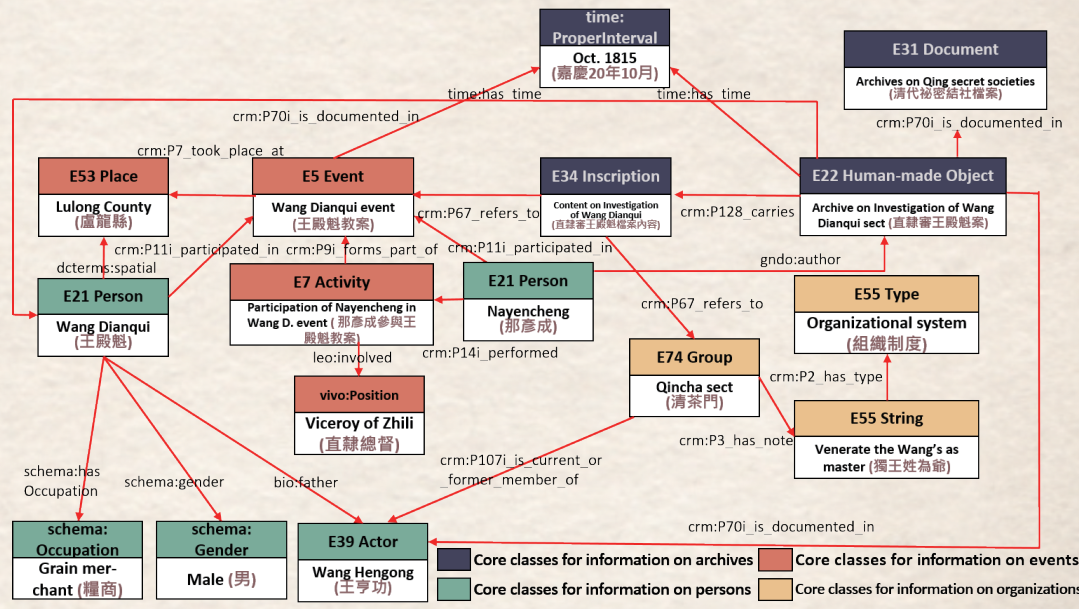 time:
ProperInterval
Oct. 1815
(嘉慶20年10月)
E31 Document
Archives on Qing secret societies
(清代祕密結社檔案)
time:has_time
time:has_time
crm:P70i_is_documented_in
crm:P70i_is_documented_in
crm:P7_took_place_at
E53 Place
Lulong County
(盧龍縣)
E5 Event
Wang Dianqui event
(王殿魁教案)
E34 Inscription
Content on Investigation
of Wang Dianqui
(直隷審王殿魁檔案內容)
E22 Human-made Object
Archive on Investigation of Wang
Dianqui sect (直隷審王殿魁案)
crm:P67_refers_to
crm:P128_carries
crm:P11i_participated_in
crm:P9i_forms_part_of
crm:P11i_participated_in
dcterms:spatial
gndo:author
E21 Person
Wang Dianqui
(王殿魁)
E7 Activity
Participation of Nayencheng in
Wang D. event ( 那彥成參與王
殿魁教案)
E21 Person
Nayencheng
(那彥成)
E55 Type
Organizational system
(組織制度)
crm:P67_refers_to
leo:involved
crm:P14i_performed
E74 Group
Qincha sect
(清茶門)
crm:P2_has_type
vivo:Position
Viceroy of Zhili
(直隸總督)
E55 String
Venerate the Wang's as
master (獨王姓為爺)
crm:P3_has_note
crm:P107i_is_current_or
_former_member_of
schema:has
Occupation
schema:gender
bio:father
crm:P70i_is_documented_in
schema:
Occupation
Grain mer-
chant (糧商)
schema:
Gender
Male (男)
E39 Actor
Wang Hengong
(王亨功)
Core classes for information on archives
Core classes for information on events
Core classes for information on persons
Core classes for information on organizations